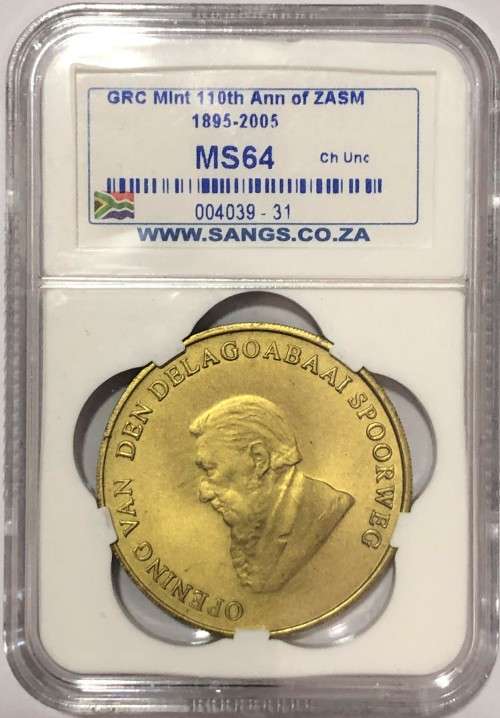 GRC Mint 110th Ann of ZASM
1895-2005
MS64 Ch Unc
004039 - 31
WWW.SANGS.CO.ZA
OPENING VAN DEN DELAGOABAAI SPOORWEG